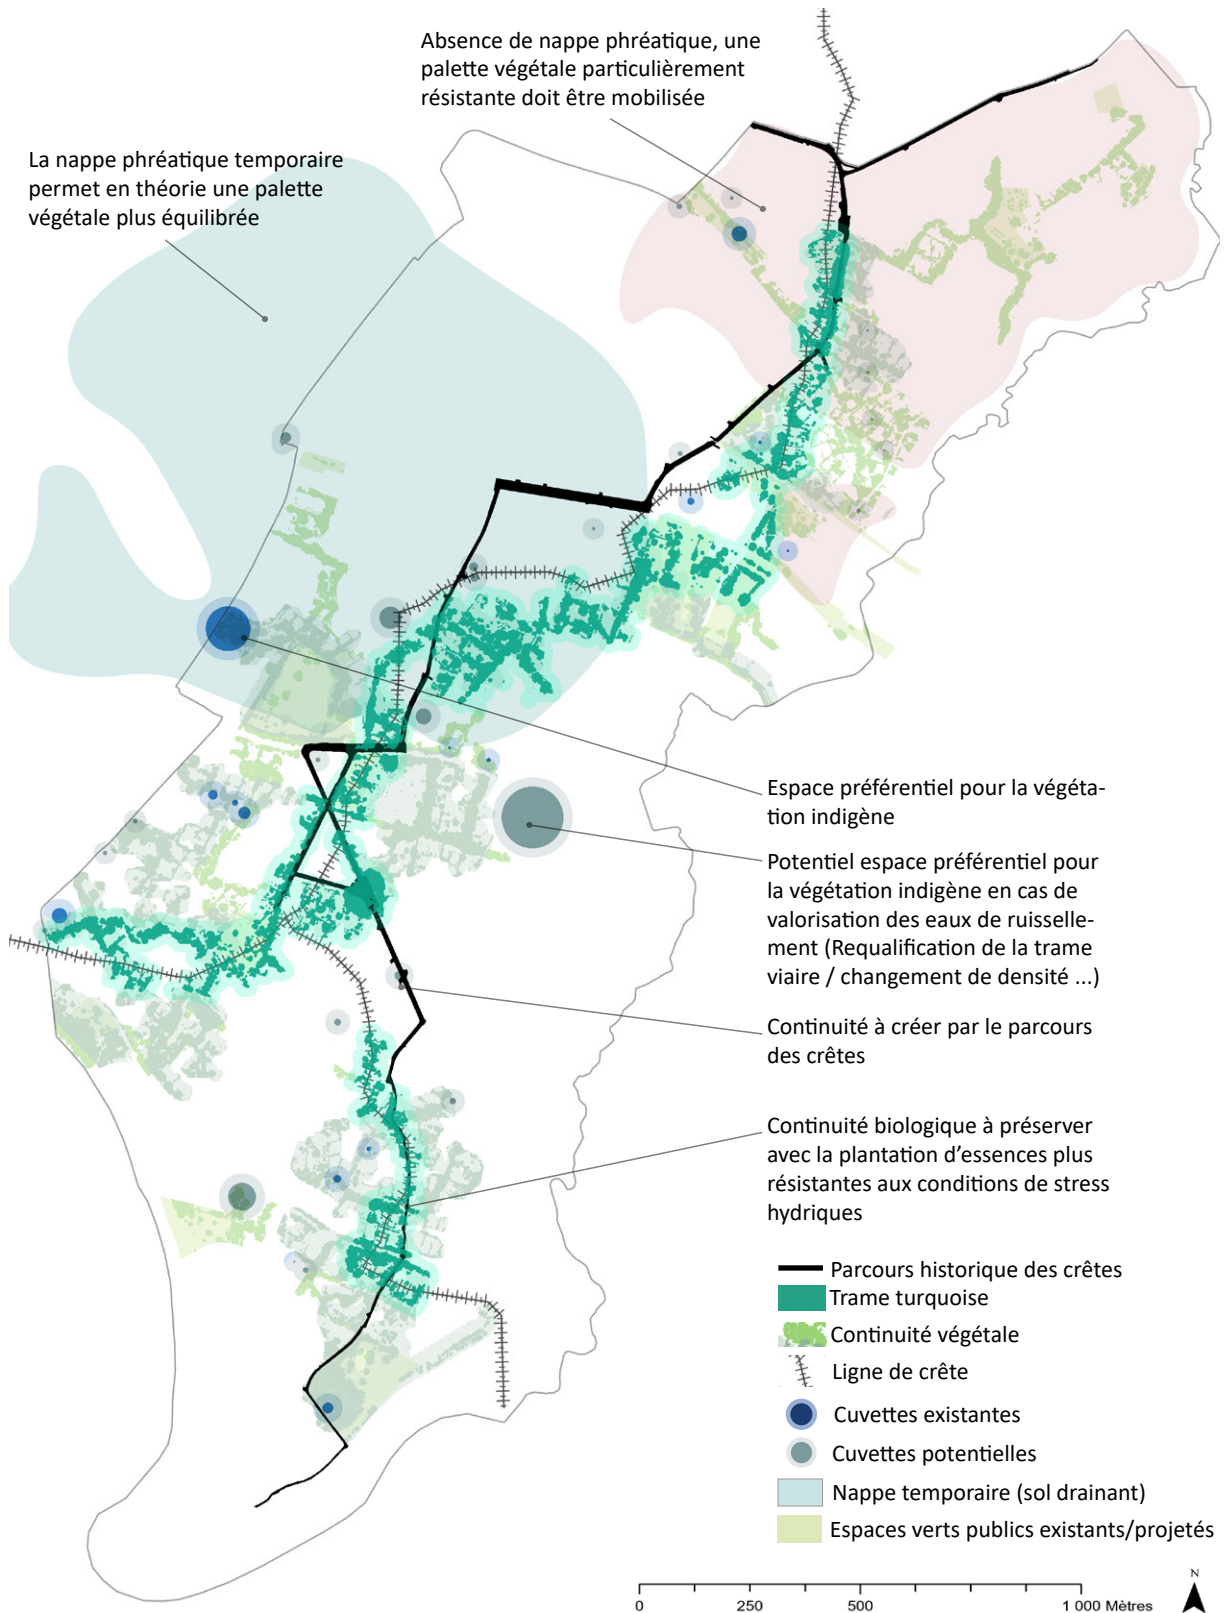 Absence de nappe phréatique, une
palette végétale particulièrement
résistante doit être mobilisée
La nappe phréatique temporaire
permet en théorie une palette
végétale plus équilibrée
Espace préférentiel pour la végéta-
tion indigène
Potentiel espace préférentiel pour
la végétation indigène en cas de
valorisation des eaux de ruisselle-
ment (Requalification de la trame
viaire / changement de densité ...)
Continuité à créer par le parcours
des crêtes
Continuité biologique à préserver
avec la plantation d'essences plus
résistantes aux conditions de stress
hydriques
Parcours historique des crêtes
Trame turquoise
Continuité végétale
Ligne de crête
Cuvettes existantes
Cuvettes potentielles
Nappe temporaire (sol drainant)
Espaces verts publics existants/projetés
N
0 250 500 1 000 Mètres